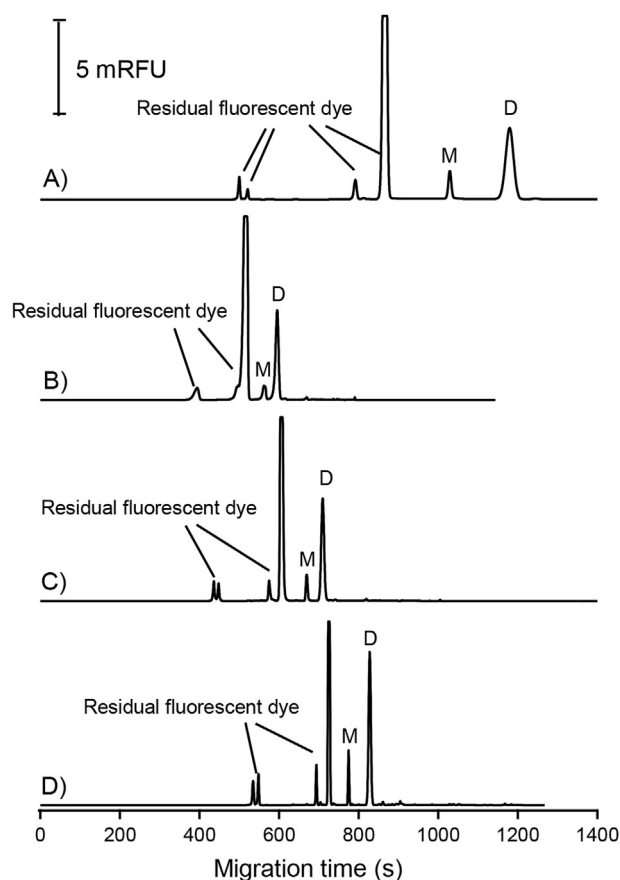 5 mRFU
Residual fluorescent dye
D
M
A)
D
Residual fluorescent dye
M
B)
D
Residual fluorescent dye
M
C)
D
Residual fluorescent dye
M
D)
0 200 400 600 800 1000 1200 1400
Migration time (s)